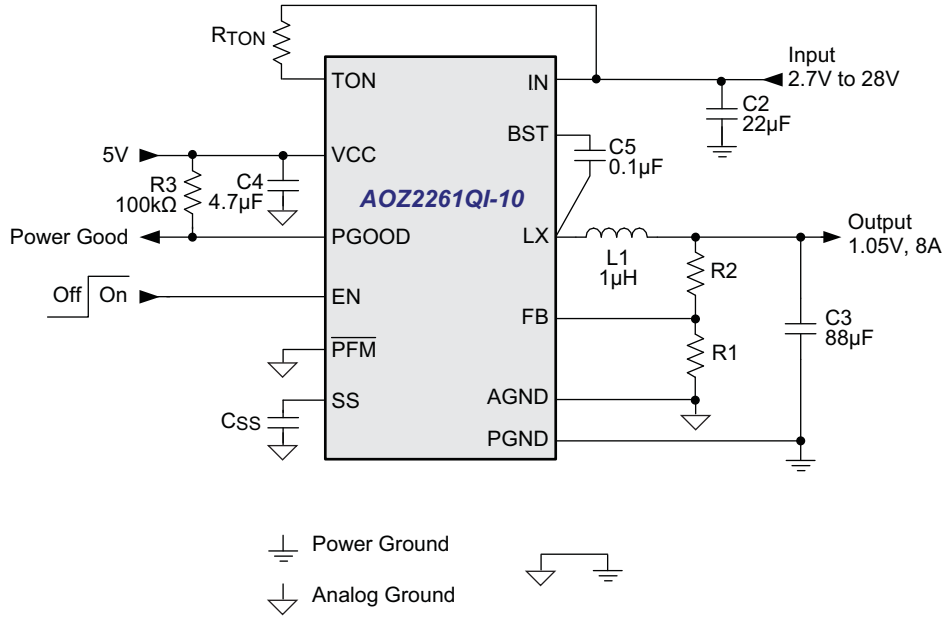 RTON
TON
IN
Input
2.7V to 28V
C2
22µF
BST
C5
0.1µF
5V
VCC
R3
100kΩ
C4
4.7µF
AOZ2261QI-10
Power Good
PGOOD
LX
L1
1µH
Output
1.05V, 8A
R2
Off
On
EN
FB
R1
C3
88µF
PFM
SS
CSS
AGND
PGND
Power Ground
Analog Ground